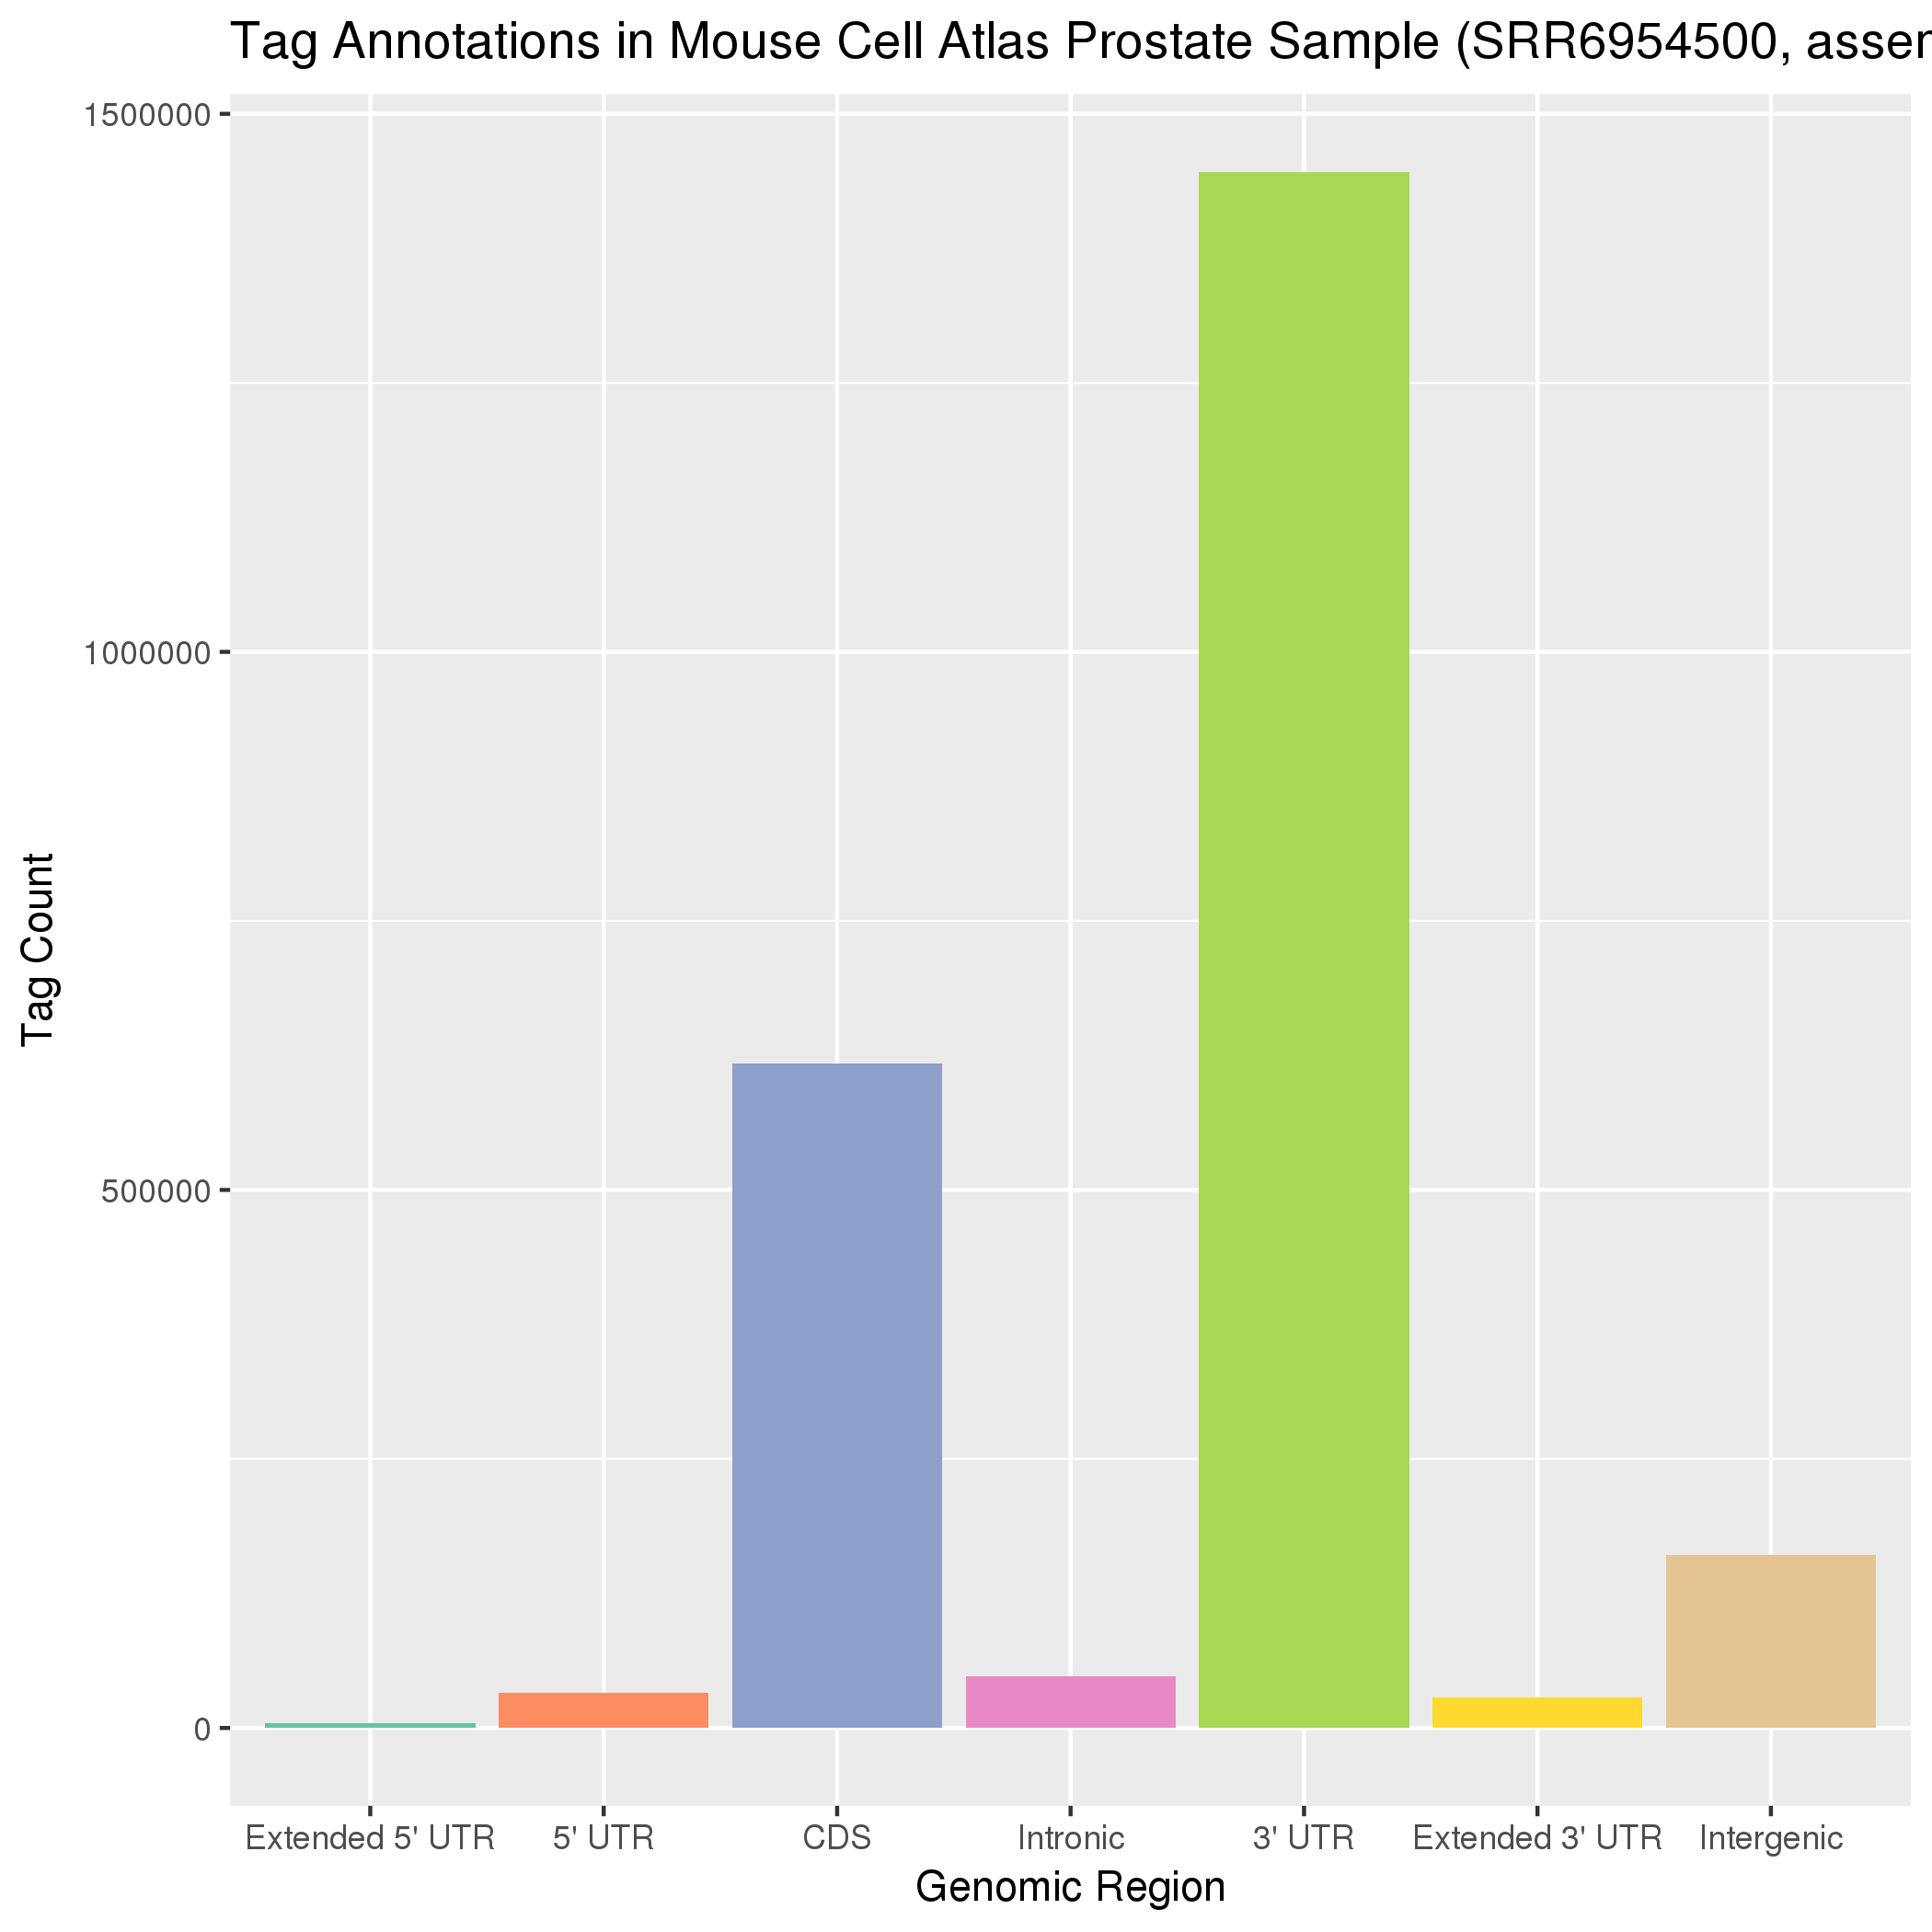 Tag Annotations in Mouse Cell Atlas Prostate Sample (SRR6954500,
1500000
1000000
500000
0
Tag Count
Extended 5' UTR 5' UTR CDS Intronic 3' UTR Extended 3' UTR Intergenic
Genomic Region